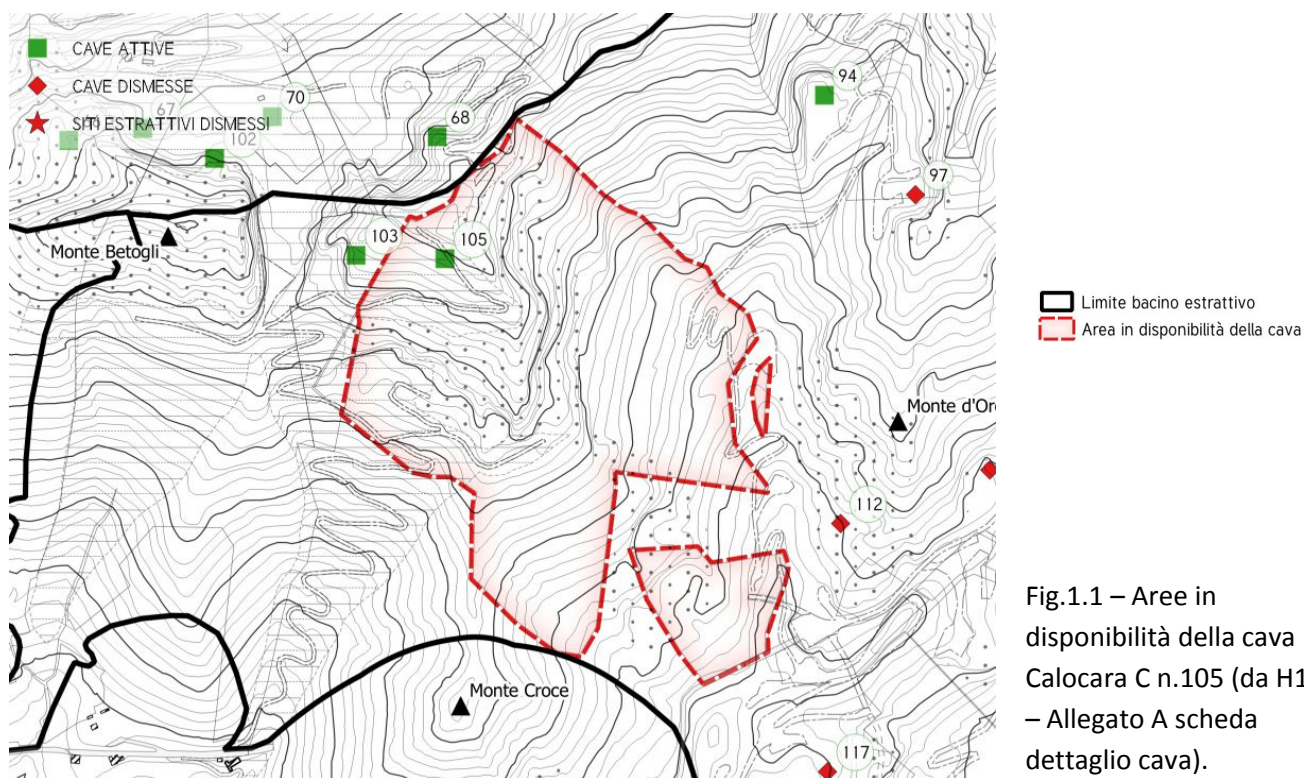 CAVE ATTIVE
CAVE DISMESSE
SITI ESTRATTIVI DISMESSI
67
70
102
68
94
97
103
105
Monte Betogli
Limite bacino estrattivo
Area in disponibilità della cava
Monte d'Or
112
Monte Croce
117
Fig.1.1 – Aree in
disponibilità della cava
Calocara C n.105 (da H1
– Allegato A scheda
dettaglio cava).